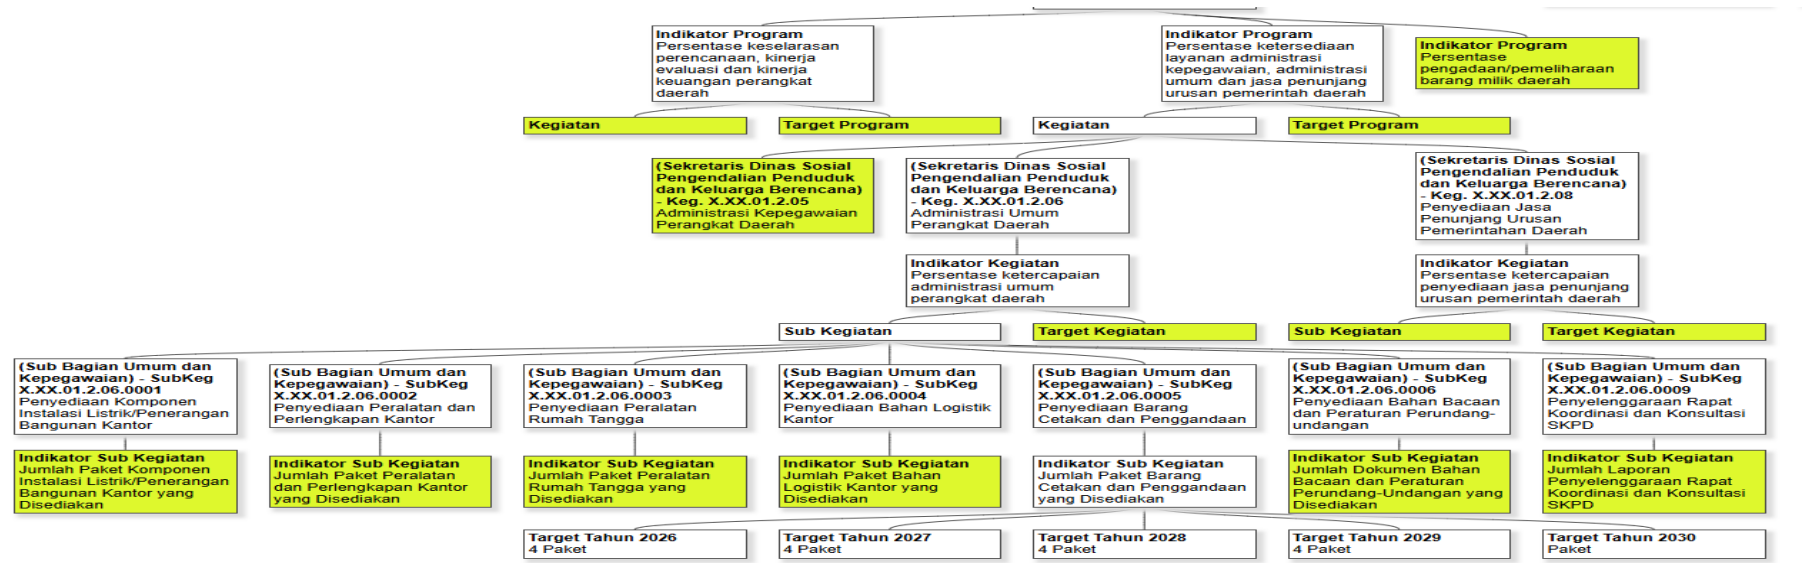 Indikator Program
Persentase keselarasan
perencanaan, kinerja
evaluasi dan kinerja
keuangan perangkat
daerah
Indikator Program
Persentase ketersediaan
layanan administrasi
kepegawaian, administrasi
umum dan jasa penunjang
urusan pemerintah daerah
Indikator Program
Persentase
pengadaan/pemeliharaan
barang milik daerah
Kegiatan
Target Program
Kegiatan
Target Program
(Sekretaris Dinas Sosial
Pengendalian Penduduk
dan Keluarga Berencana)
- Keg. X.XX.01.2.05
Administrasi Kepegawaian
Perangkat Daerah
(Sekretaris Dinas Sosial
Pengendalian Penduduk
dan Keluarga Berencana)
- Keg. X.XX.01.2.06
Administrasi Umum
Perangkat Daerah
(Sekretaris Dinas Sosial
Pengendalian Penduduk
dan Keluarga Berencana)
- Keg. X.XX.01.2.08
Penyediaan Jasa
Penunjang Urusan
Pemerintahan Daerah
Indikator Kegiatan
Persentase ketercapaian
administrasi umum
perangkat daerah
Indikator Kegiatan
Persentase ketercapaian
penyediaan jasa penunjang
urusan pemerintah daerah
Sub Kegiatan
Target Kegiatan
Sub Kegiatan
Target Kegiatan
(Sub Bagian Umum dan
Kepegawaian) - SubKeg
X.XX.01.2.06.0001
Penyediaan Komponen
Instalasi Listrik/Penerangan
Bangunan Kantor
(Sub Bagian Umum dan
Kepegawaian) - SubKeg
X.XX.01.2.06.0002
Penyediaan Peralatan dan
Perlengkapan Kantor
(Sub Bagian Umum dan
Kepegawaian) - SubKeg
X.XX.01.2.06.0003
Penyediaan Peralatan
Rumah Tangga
(Sub Bagian Umum dan
Kepegawaian) - SubKeg
X.XX.01.2.06.0004
Penyediaan Bahan Logistik
Kantor
(Sub Bagian Umum dan
Kepegawaian) - SubKeg
X.XX.01.2.06.0005
Penyediaan Barang
Cetakan dan Penggandaan
(Sub Bagian Umum dan
Kepegawaian) - SubKeg
X.XX.01.2.06.0006
Penyediaan Bahan Bacaan
dan Peraturan Perundang-
undangan
(Sub Bagian Umum dan
Kepegawaian) - SubKeg
X.XX.01.2.06.0009
Penyelenggaraan Rapat
Koordinasi dan Konsultasi
SKPD
Indikator Sub Kegiatan
Jumlah Paket Komponen
Instalasi Listrik/Penerangan
Bangunan Kantor yang
Disediakan
Indikator Sub Kegiatan
Jumlah Paket Peralatan
dan Perlengkapan Kantor
yang Disediakan
Indikator Sub Kegiatan
Jumlah Paket Peralatan
Rumah Tangga yang
Disediakan
Indikator Sub Kegiatan
Jumlah Paket Bahan
Logistik Kantor yang
Disediakan
Indikator Sub Kegiatan
Jumlah Paket Barang
Cetakan dan Penggandaan
yang Disediakan
Indikator Sub Kegiatan
Jumlah Dokumen Bahan
Bacaan dan Peraturan
Perundang-Undangan yang
Disediakan
Indikator Sub Kegiatan
Jumlah Laporan
Penyelenggaraan Rapat
Koordinasi dan Konsultasi
SKPD
Target Tahun 2026
4 Paket
Target Tahun 2027
4 Paket
Target Tahun 2028
4 Paket
Target Tahun 2029
4 Paket
Target Tahun 2030
Paket